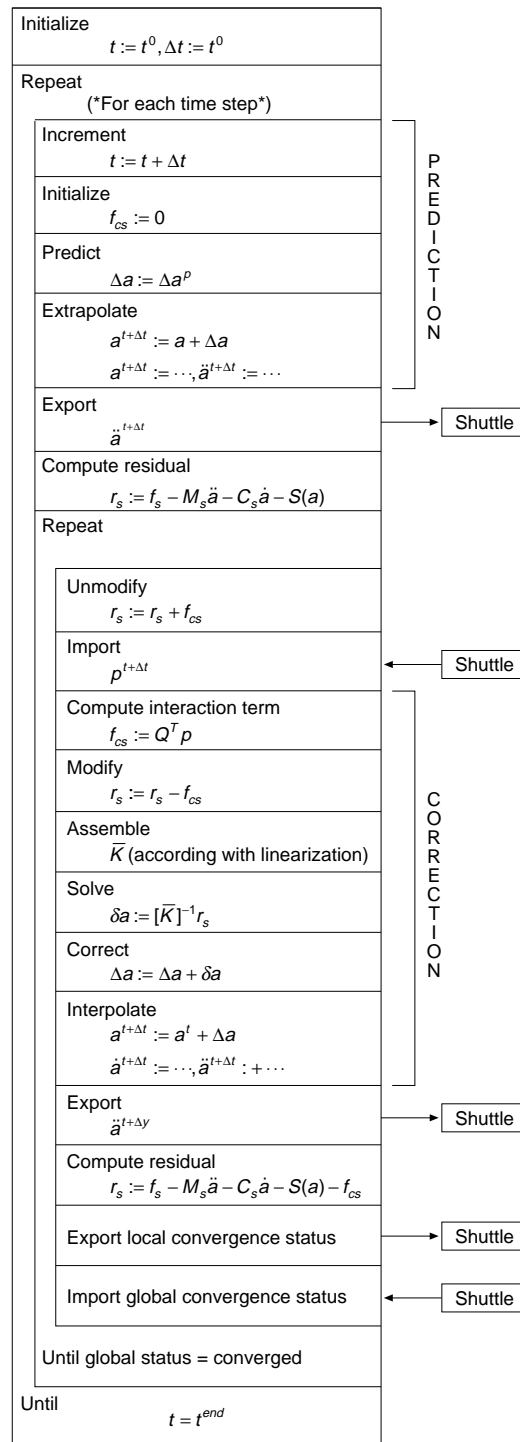 Initialize
t := t⁰, Δt := t⁰
Repeat
(*For each time step*)
Increment
t := t + Δt
Initialize
f_cs := 0
Predict
Δa := Δa^p
Extrapolate
a^{t+Δt} := a + Δa
a^{t+Δt} := ⋯, ä^{t+Δt} := ⋯
PREDICTION
Export
ä^{t+Δt}
Shuttle
Compute residual
r_s := f_s − M_s ä − C_s ȧ − S(a)
Repeat
Unmodify
r_s := r_s + f_cs
Import
p^{t+Δt}
Shuttle
Compute interaction term
f_cs := Q^T p
Modify
r_s := r_s − f_cs
Assemble
K̅ (according with linearization)
Solve
δa := [K̅]⁻¹ r_s
Correct
Δa := Δa + δa
Interpolate
a^{t+Δt} := a^t + Δa
ȧ^{t+Δt} := ⋯, ä^{t+Δt} : + ⋯
CORRECTION
Export
ä^{t+Δy}
Shuttle
Compute residual
r_s := f_s − M_s ä − C_s ȧ − S(a) − f_cs
Export local convergence status
Shuttle
Import global convergence status
Shuttle
Until global status = converged
Until
t = t^{end}